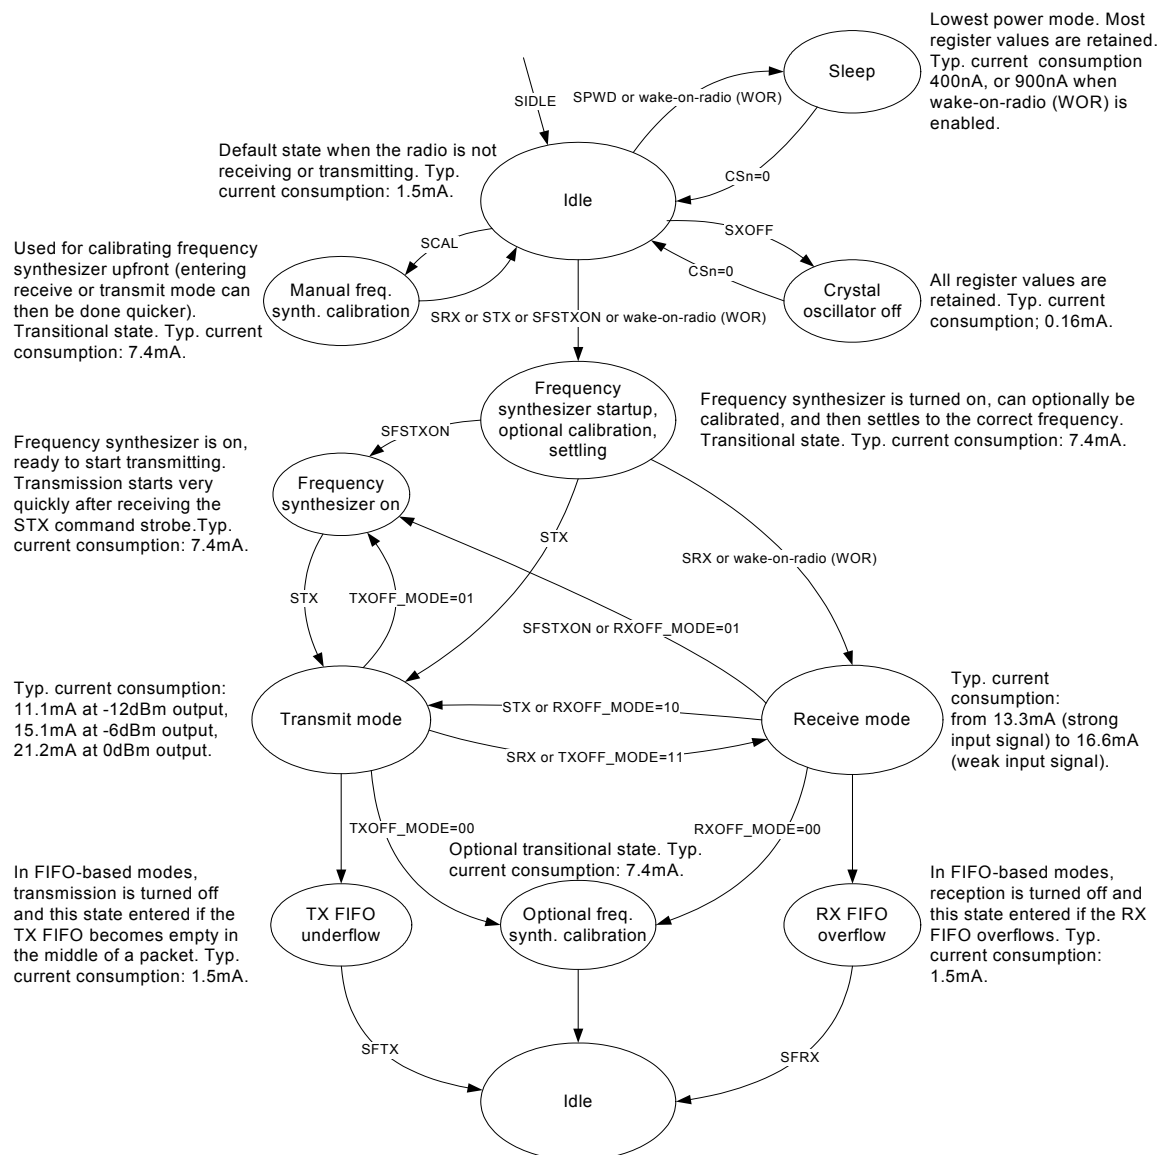 Lowest power mode. Most
register values are retained.
Typ. current consumption
400nA, or 900nA when
wake-on-radio (WOR) is
enabled.
Sleep
SIDLE
SPWD or wake-on-radio (WOR)
Default state when the radio is not
receiving or transmitting. Typ.
current consumption: 1.5mA.
CSn=0
Idle
SXOFF
SCAL
CSn=0
Used for calibrating frequency
synthesizer upfront (entering
receive or transmit mode can
then be done quicker).
Transitional state. Typ. current
consumption: 7.4mA.
Manual freq.
synth. calibration
Crystal
oscillator off
All register values are
retained. Typ. current
consumption; 0.16mA.
SRX or STX or SFSTXON or wake-on-radio (WOR)
Frequency
synthesizer startup,
optional calibration,
settling
Frequency synthesizer is turned on, can optionally be
calibrated, and then settles to the correct frequency.
Transitional state. Typ. current consumption: 7.4mA.
SFSTXON
Frequency synthesizer is on,
ready to start transmitting.
Transmission starts very
quickly after receiving the
STX command strobe.Typ.
current consumption: 7.4mA.
Frequency
synthesizer on
STX
SRX or wake-on-radio (WOR)
STX
TXOFF_MODE=01
SFSTXON or RXOFF_MODE=01
Typ. current consumption:
11.1mA at -12dBm output,
15.1mA at -6dBm output,
21.2mA at 0dBm output.
Transmit mode
STX or RXOFF_MODE=10
Receive mode
SRX or TXOFF_MODE=11
Typ. current
consumption:
from 13.3mA (strong
input signal) to 16.6mA
(weak input signal).
TXOFF_MODE=00
RXOFF_MODE=00
Optional transitional state. Typ.
current consumption: 7.4mA.
In FIFO-based modes,
transmission is turned off
and this state entered if the
TX FIFO becomes empty in
the middle of a packet. Typ.
current consumption: 1.5mA.
TX FIFO
underflow
Optional freq.
synth. calibration
RX FIFO
overflow
In FIFO-based modes,
reception is turned off and
this state entered if the RX
FIFO overflows. Typ.
current consumption:
1.5mA.
SFTX
SFRX
Idle